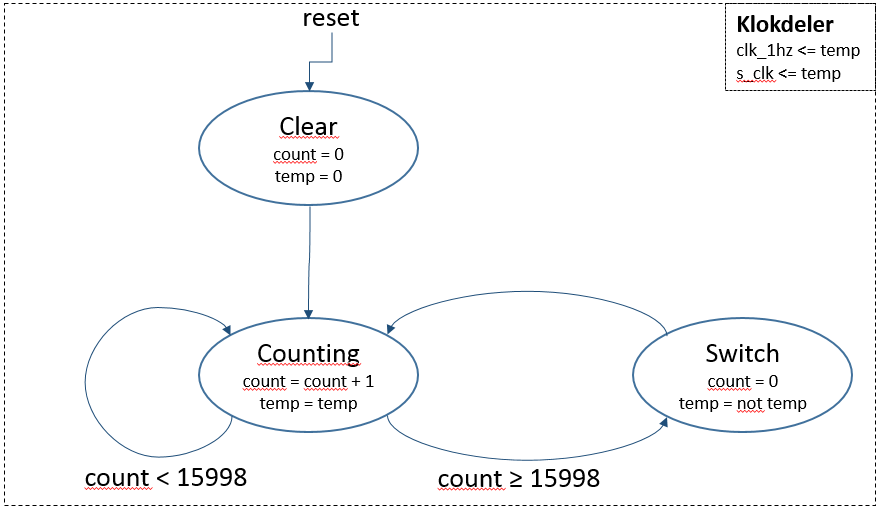 reset
Klokdeler
clk_1hz <= temp
s_clk <= temp
Clear
count = 0
temp = 0
Counting
count = count + 1
temp = temp
Switch
count = 0
temp = not temp
count < 15998
count ≥ 15998